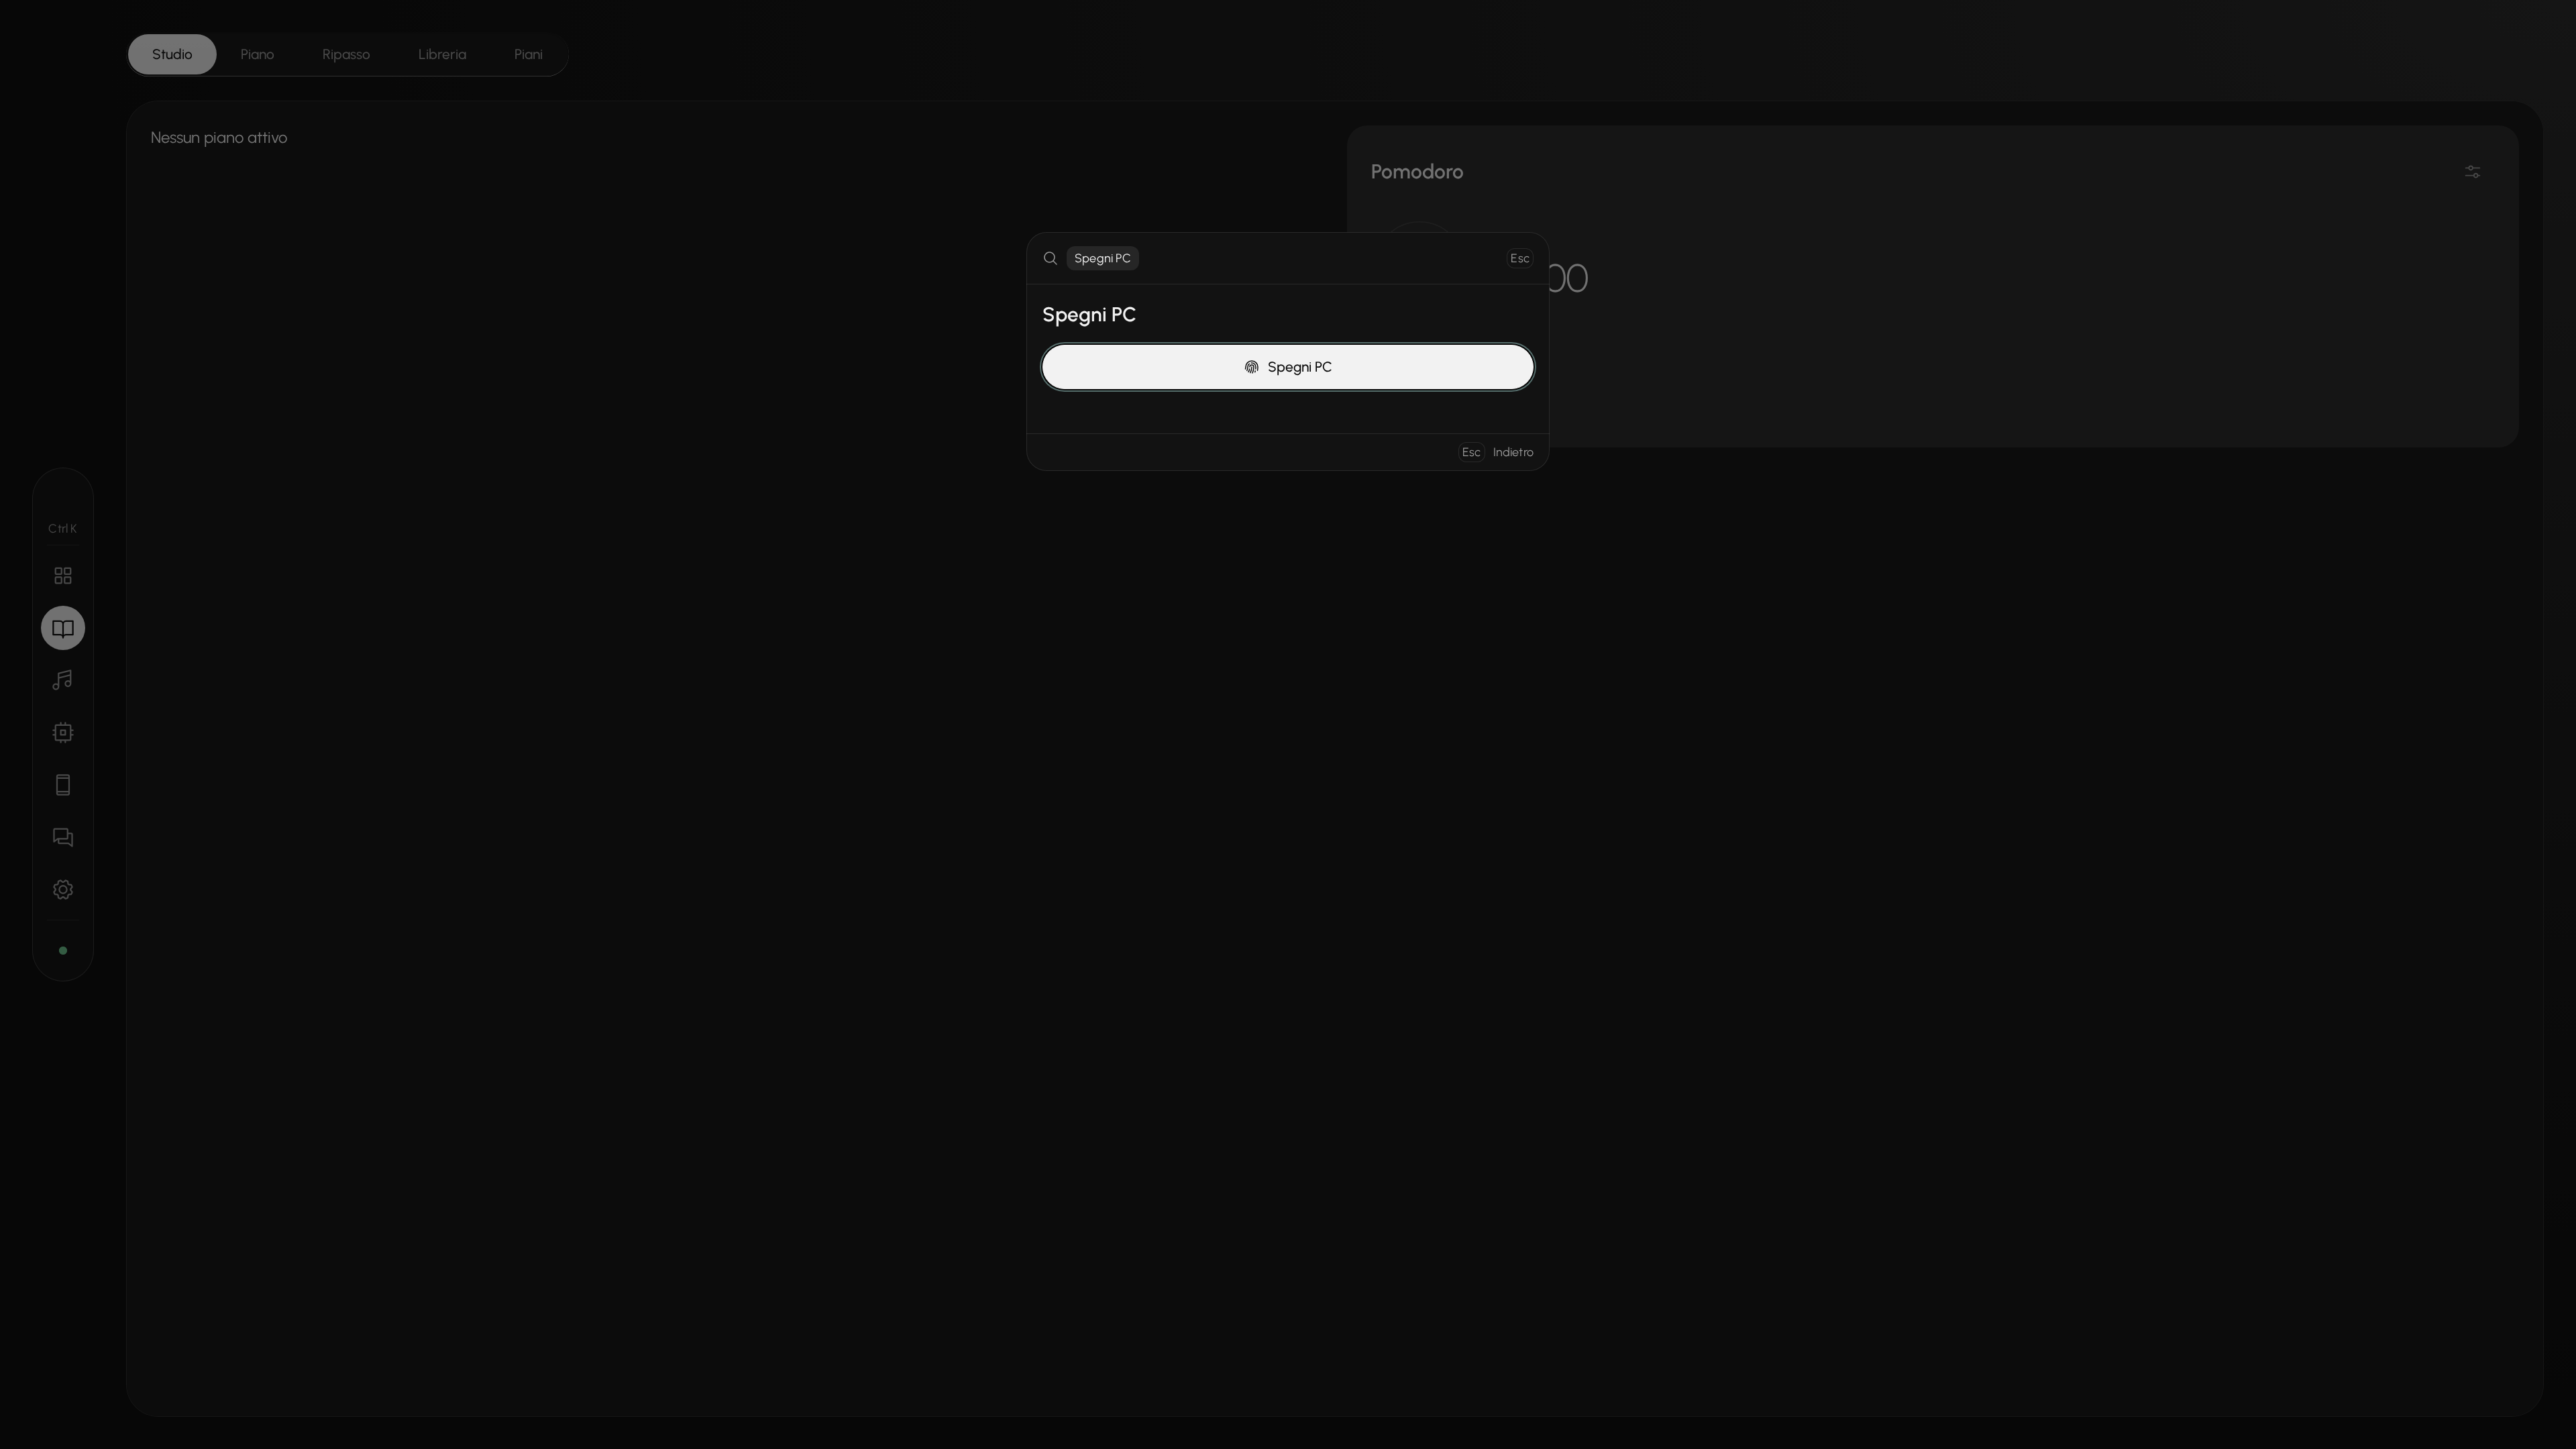 Studio Piano Ripasso Libreria Piani
Nessun piano attivo
Pomodoro
Spegni PC Esc
00
Spegni PC
Spegni PC
Esc Indietro
Ctrl K